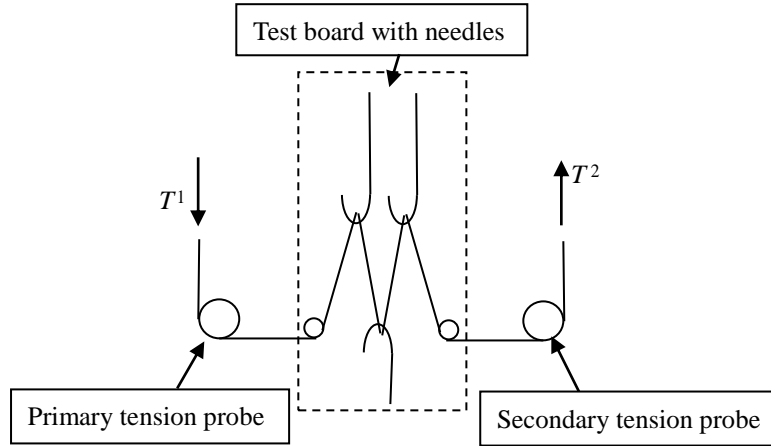 Test board with needles
T1
T2
Primary tension probe
Secondary tension probe